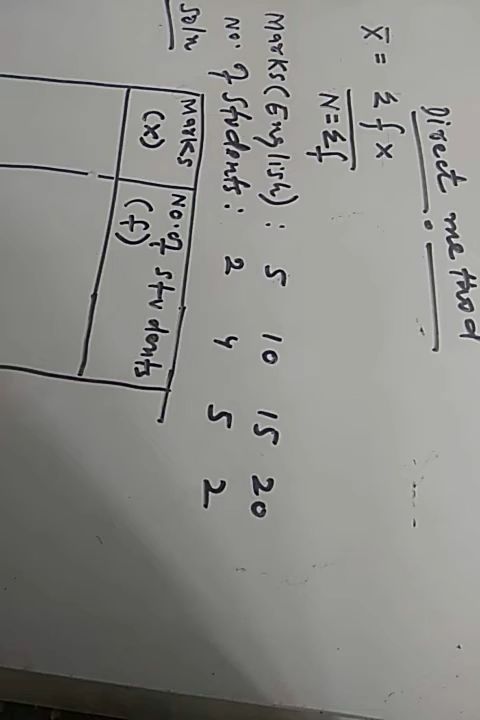 Direct method
x̄ = Σfx
N=Σf
Marks(English): 5 10 15 20
No. of students: 2 4 5 2
Soln
Marks (x) No. of students (f)